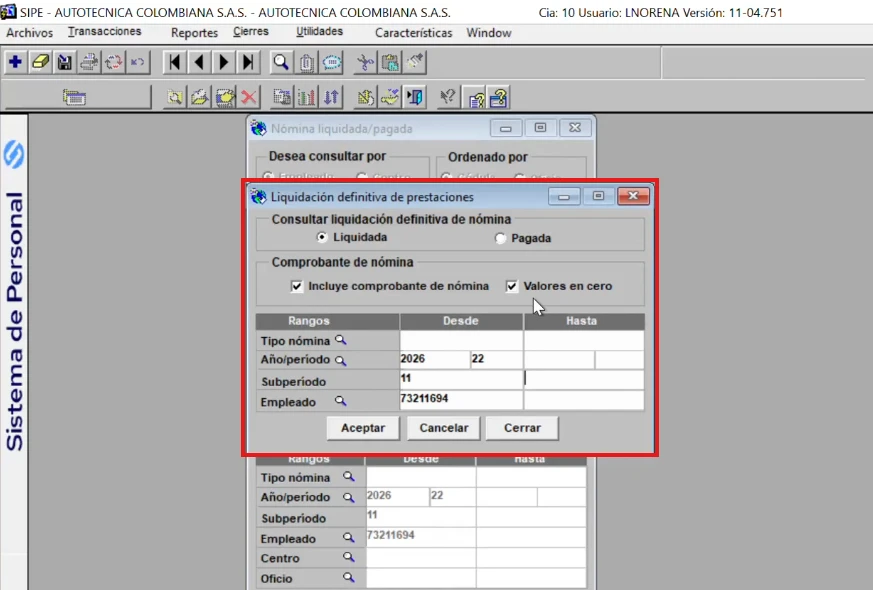 SIPE - AUTOTECNICA COLOMBIANA S.A.S. - AUTOTECNICA COLOMBIANA S.A.S. Cia: 10 Usuario: LNORENA Versión: 11-04.751
Archivos Transacciones Reportes Cierres Utilidades Características Window
Sistema de Personal
Nómina liquidada/pagada
Desea consultar por Ordenado por
Empleado Centro
Liquidación definitiva de prestaciones
Consultar liquidación definitiva de nómina
Liquidada Pagada
Comprobante de nómina
Incluye comprobante de nómina Valores en cero
Rangos Desde Hasta
Tipo nómina
Año/período 2026 22
Subperíodo 11
Empleado 73211694
Aceptar Cancelar Cerrar
Rangos Desde Hasta
Tipo nómina
Año/período 2026 22
Subperíodo 11
Empleado 73211694
Centro
Oficio